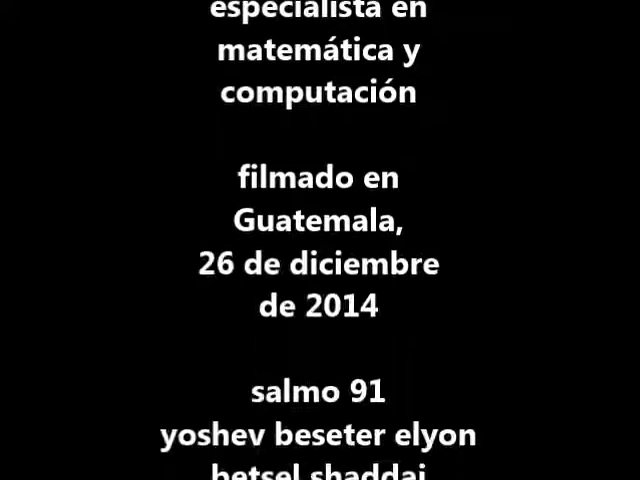 especialista en
matemática y
computación
filmado en
Guatemala,
26 de diciembre
de 2014
salmo 91
yoshev beseter elyon
betsel shaddai